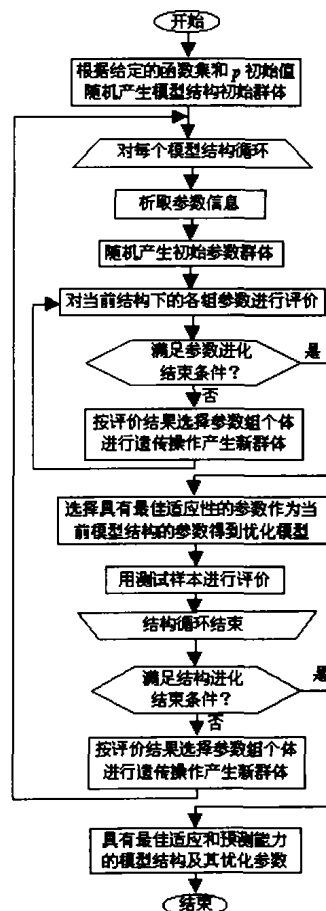 开始
根据给定的函数集和 p 初始值
随机产生模型结构初始群体
对每个模型结构循环
析取参数信息
随机产生初始参数群体
对当前结构下的各组参数进行评价
满足参数进化
结束条件？
是
否
按评价结果选择参数组个体
进行遗传操作产生新群体
选择具有最佳适应性的参数作为当
前模型结构的参数得到优化模型
用测试样本进行评价
结构循环结束
满足结构进化
结束条件？
是
否
按评价结果选择参数组个体
进行遗传操作产生新群体
具有最佳适应和预测能力
的模型结构及其优化参数
结束